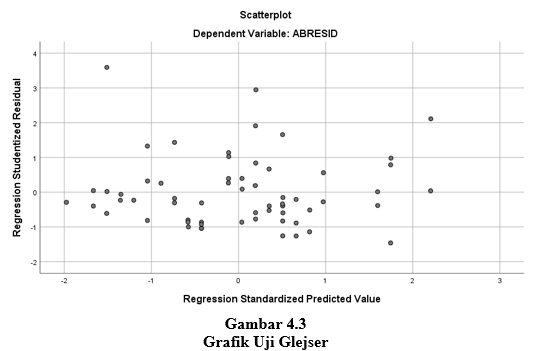 Scatterplot
Dependent Variable: ABRESID
Regression Studentized Residual
4
3
2
1
0
-1
-2
-2
-1
0
1
2
3
Regression Standardized Predicted Value
Gambar 4.3
Grafik Uji Glejser